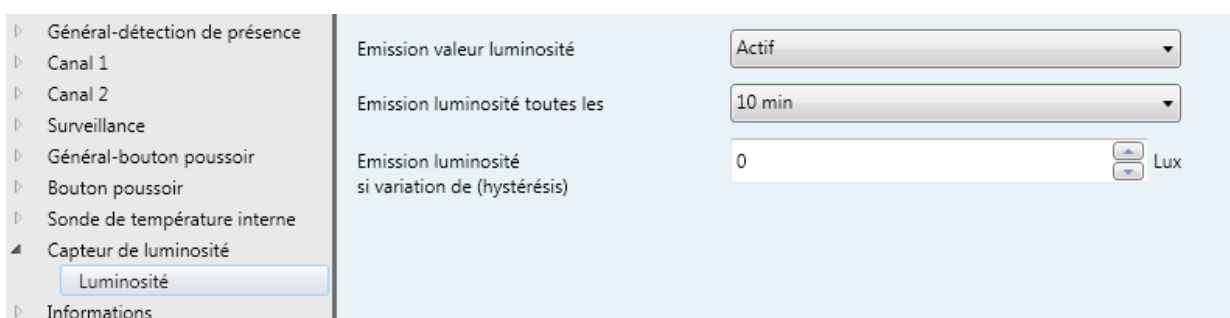 Général-détection de présence
Canal 1
Canal 2
Surveillance
Général-bouton poussoir
Bouton poussoir
Sonde de température interne
Capteur de luminosité
Luminosité
Informations
Emission valeur luminosité
Actif
Emission luminosité toutes les
10 min
Emission luminosité
si variation de (hystérésis)
0
Lux